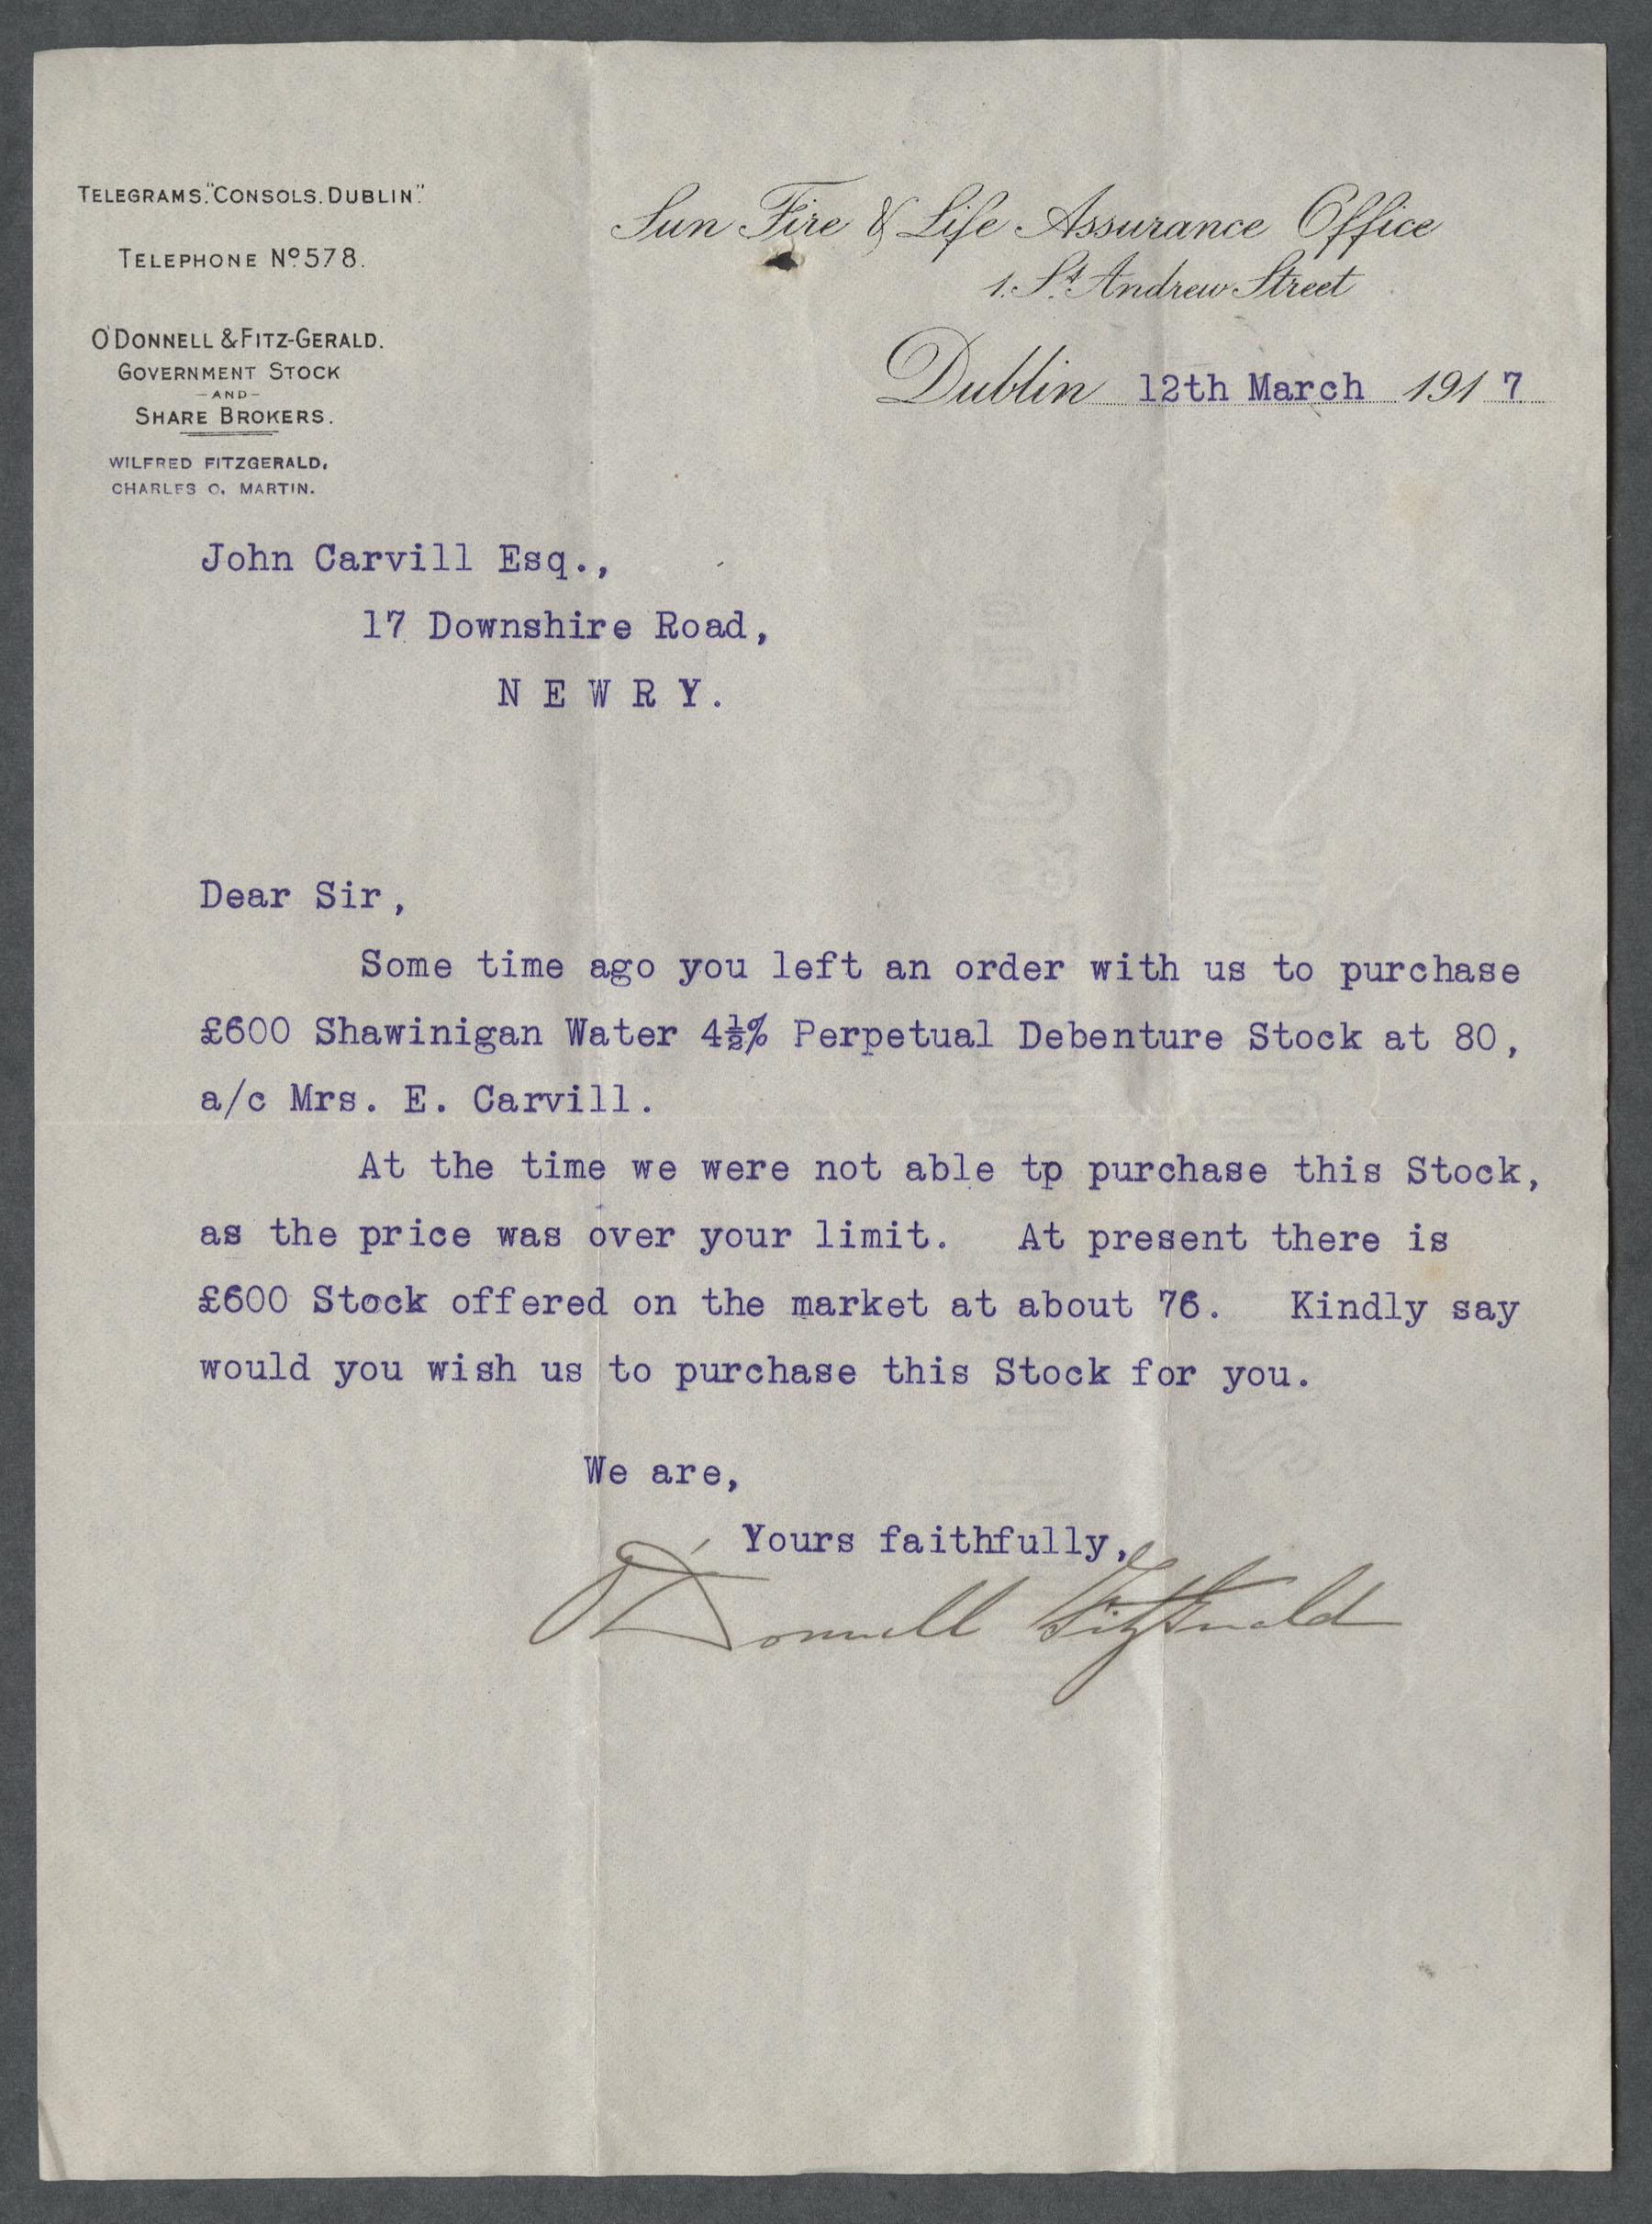 TELEGRAMS. "CONSOLS. DUBLIN."
TELEPHONE No 578.
O'DONNELL & FITZ-GERALD.
GOVERNMENT STOCK
- AND -
SHARE BROKERS.
WILFRED FITZGERALD,
CHARLES O. MARTIN.
Sun Fire & Life Assurance Office
1. St. Andrew Street
Dublin 12th March 1917
John Carvill Esq.,
17 Downshire Road,
N E W R Y.
Dear Sir,
Some time ago you left an order with us to purchase
£600 Shawinigan Water 4½% Perpetual Debenture Stock at 80,
a/c Mrs. E. Carvill.
At the time we were not able tp purchase this Stock,
as the price was over your limit. At present there is
£600 Stock offered on the market at about 76. Kindly say
would you wish us to purchase this Stock for you.
We are,
Yours faithfully,
O'Donnell Fitzgerald